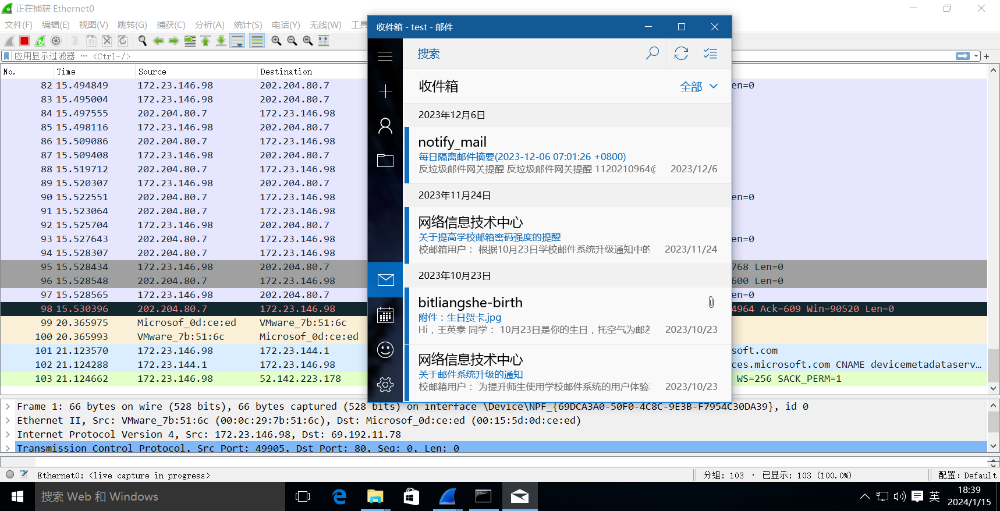 正在捕获 Ethernet0
文件(F) 编辑(E) 视图(V) 跳转(G) 捕获(C) 分析(A) 统计(S) 电话(Y) 无线(W) 工具
应用显示过滤器 … <Ctrl-/>
No. Time Source Destination
82 15.494849 172.23.146.98 202.204.80.7 en=0
83 15.495004 172.23.146.98 202.204.80.7
84 15.497555 202.204.80.7 172.23.146.98
85 15.498116 172.23.146.98 202.204.80.7
86 15.509086 202.204.80.7 172.23.146.98
87 15.509408 172.23.146.98 202.204.80.7
88 15.519712 202.204.80.7 172.23.146.98
89 15.520307 172.23.146.98 202.204.80.7
90 15.522551 202.204.80.7 172.23.146.98 en=0
91 15.523064 202.204.80.7 172.23.146.98
92 15.525704 172.23.146.98 202.204.80.7
93 15.527643 202.204.80.7 172.23.146.98 en=0
94 15.528307 202.204.80.7 172.23.146.98
95 15.528434 172.23.146.98 202.204.80.7 768 Len=0
96 15.528548 202.204.80.7 172.23.146.98 600 Len=0
97 15.528565 172.23.146.98 202.204.80.7 en=0
98 15.530396 202.204.80.7 172.23.146.98 4964 Ack=609 Win=90520 Len=0
99 20.365975 Microsof_0d:ce:ed VMware_7b:51:6c
100 20.365993 VMware_7b:51:6c Microsof_0d:ce:ed
101 21.123570 172.23.146.98 172.23.144.1 soft.com
102 21.124288 172.23.144.1 172.23.146.98 ces.microsoft.com CNAME devicemetadataserv…
103 21.124662 172.23.146.98 52.142.223.178 WS=256 SACK_PERM=1
收件箱 - test - 邮件
搜索
收件箱 全部
2023年12月6日
notify_mail
每日隔离邮件摘要(2023-12-06 07:01:26 +0800)
反垃圾邮件网关提醒 反垃圾邮件网关提醒 1120210964@ 2023/12/6
2023年11月24日
网络信息技术中心
关于提高学校邮箱密码强度的提醒
校邮箱用户： 根据10月23日学校邮件系统升级通知中的 2023/11/24
2023年10月23日
bitliangshe-birth
附件：生日贺卡.jpg
Hi，王英泰 同学： 10月23日是你的生日，托空气为邮差 2023/10/23
网络信息技术中心
关于邮件系统升级的通知
校邮箱用户： 为提升师生使用学校邮件系统的用户体验 2023/10/23
Frame 1: 66 bytes on wire (528 bits), 66 bytes captured (528 bits) on interface \Device\NPF_{69DCA3A0-50F0-4C8C-9E3B-F7954C30DA39}, id 0
Ethernet II, Src: VMware_7b:51:6c (00:0c:29:7b:51:6c), Dst: Microsof_0d:ce:ed (00:15:5d:0d:ce:ed)
Internet Protocol Version 4, Src: 172.23.146.98, Dst: 69.192.11.78
Transmission Control Protocol, Src Port: 49905, Dst Port: 80, Seq: 0, Len: 0
Ethernet0: <live capture in progress> 分组: 103 · 已显示: 103 (100.0%) 配置: Default
搜索 Web 和 Windows
英
18:39
2024/1/15